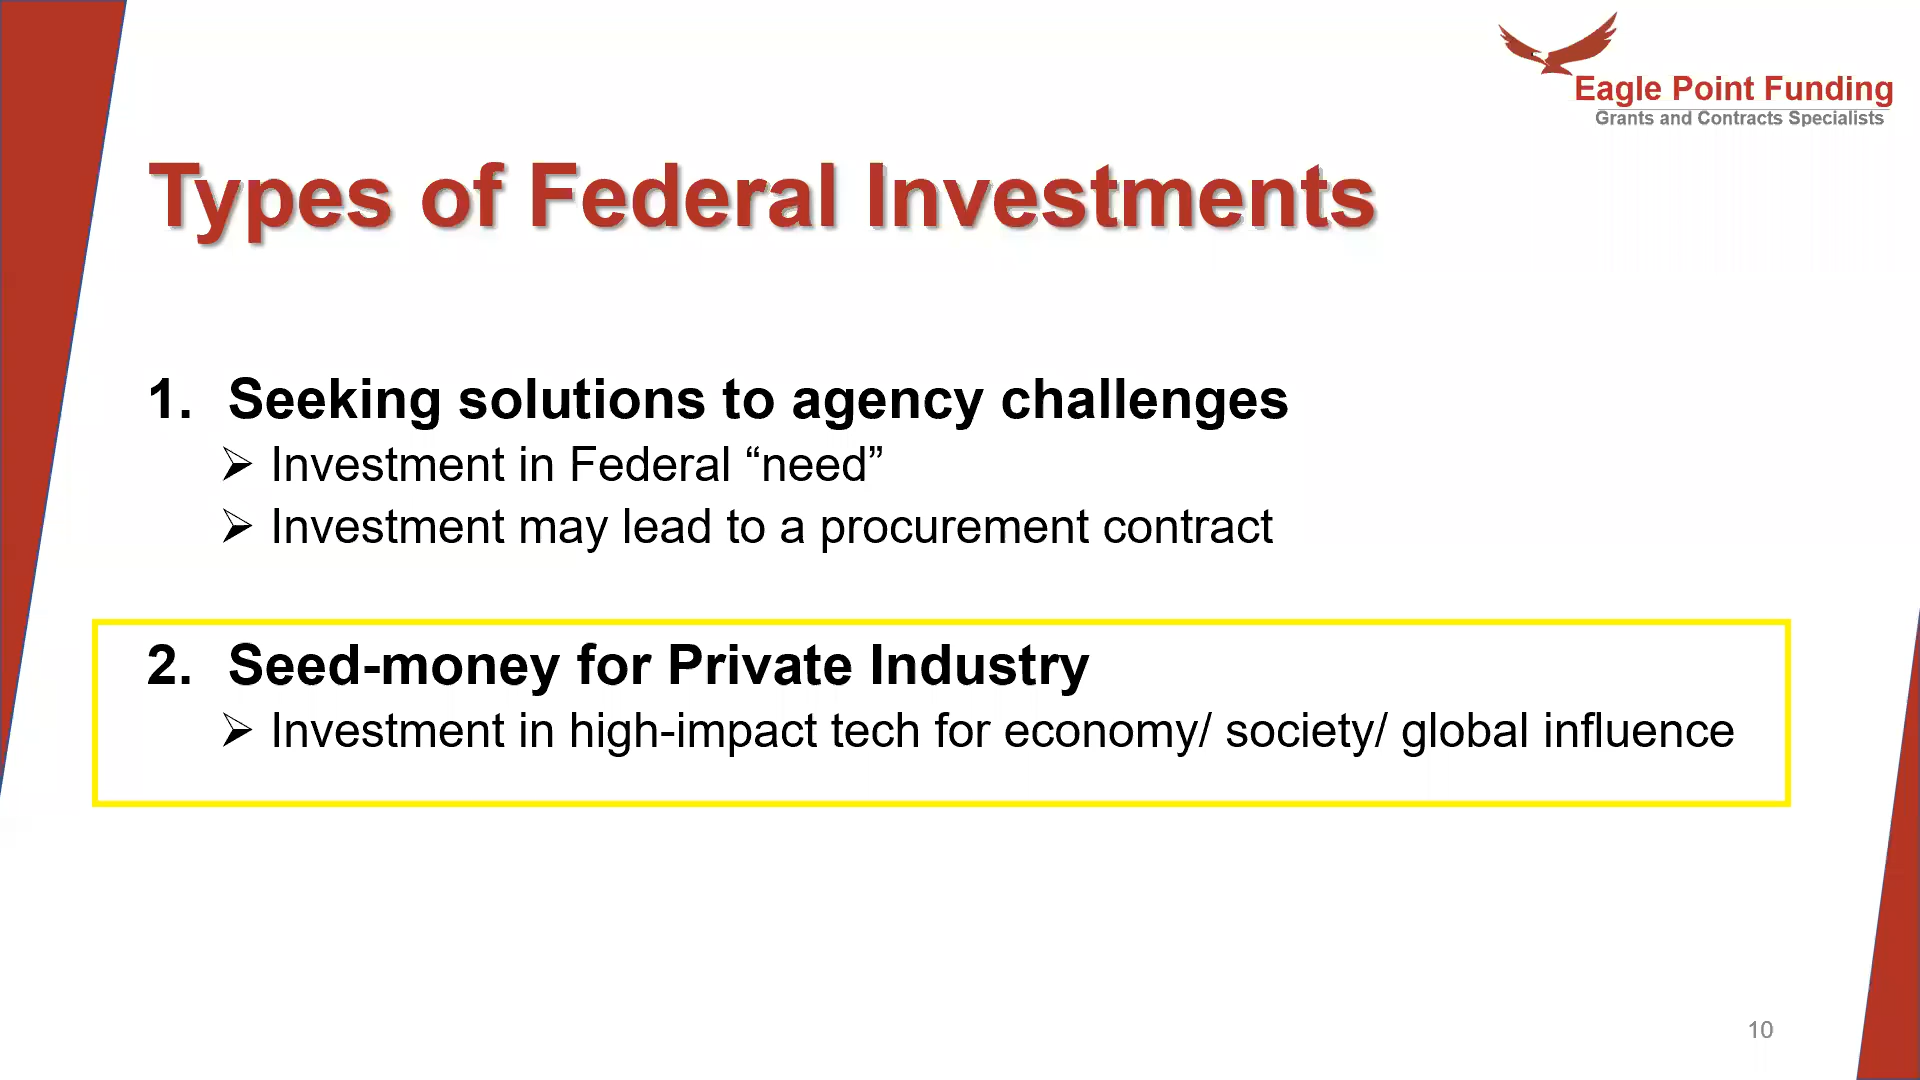 Eagle Point Funding
Grants and Contracts Specialists
Types of Federal Investments
1. Seeking solutions to agency challenges
➢ Investment in Federal “need”
➢ Investment may lead to a procurement contract
2. Seed-money for Private Industry
➢ Investment in high-impact tech for economy/ society/ global influence
10